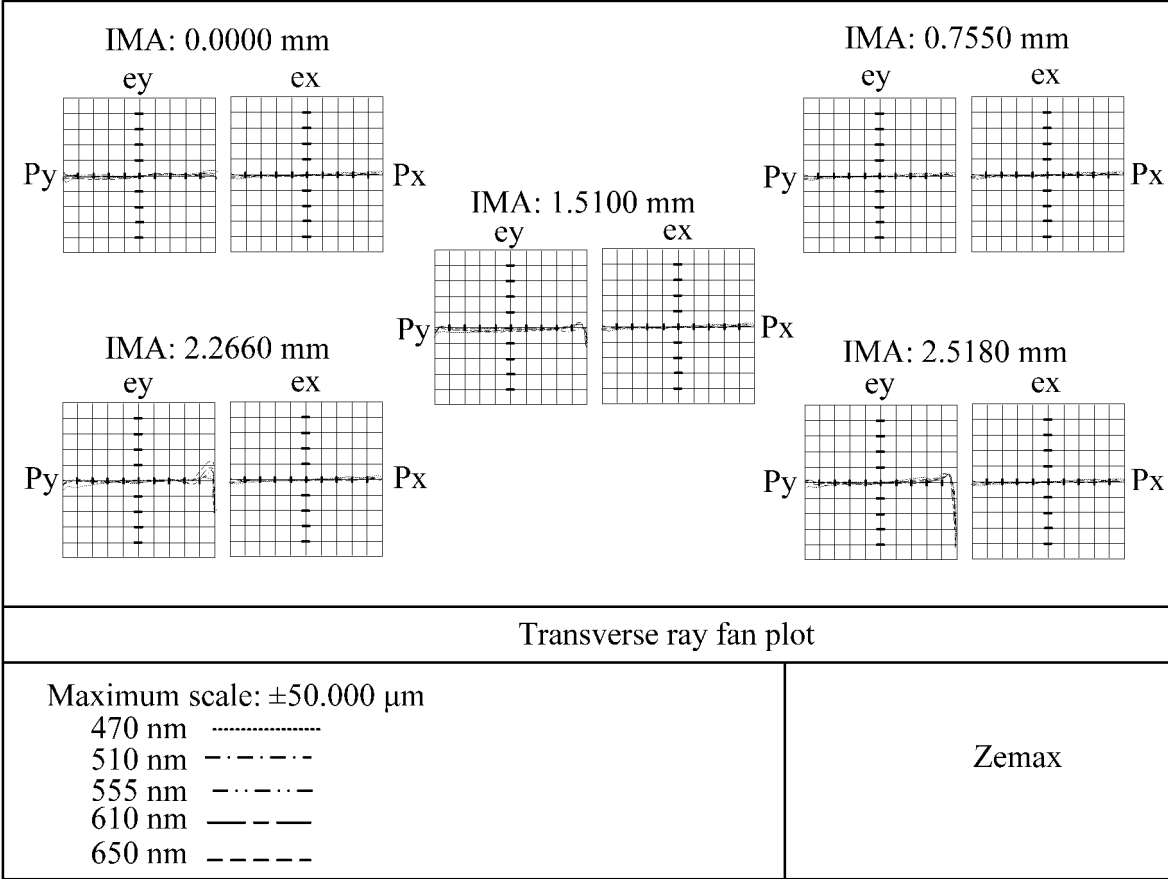 IMA: 0.0000 mm
ey ex
Py Px
IMA: 0.7550 mm
ey ex
Py Px
IMA: 1.5100 mm
ey ex
Py Px
IMA: 2.2660 mm
ey ex
Py Px
IMA: 2.5180 mm
ey ex
Py Px
Transverse ray fan plot
Maximum scale: ±50.000 μm
470 nm
510 nm
555 nm
610 nm
650 nm
Zemax